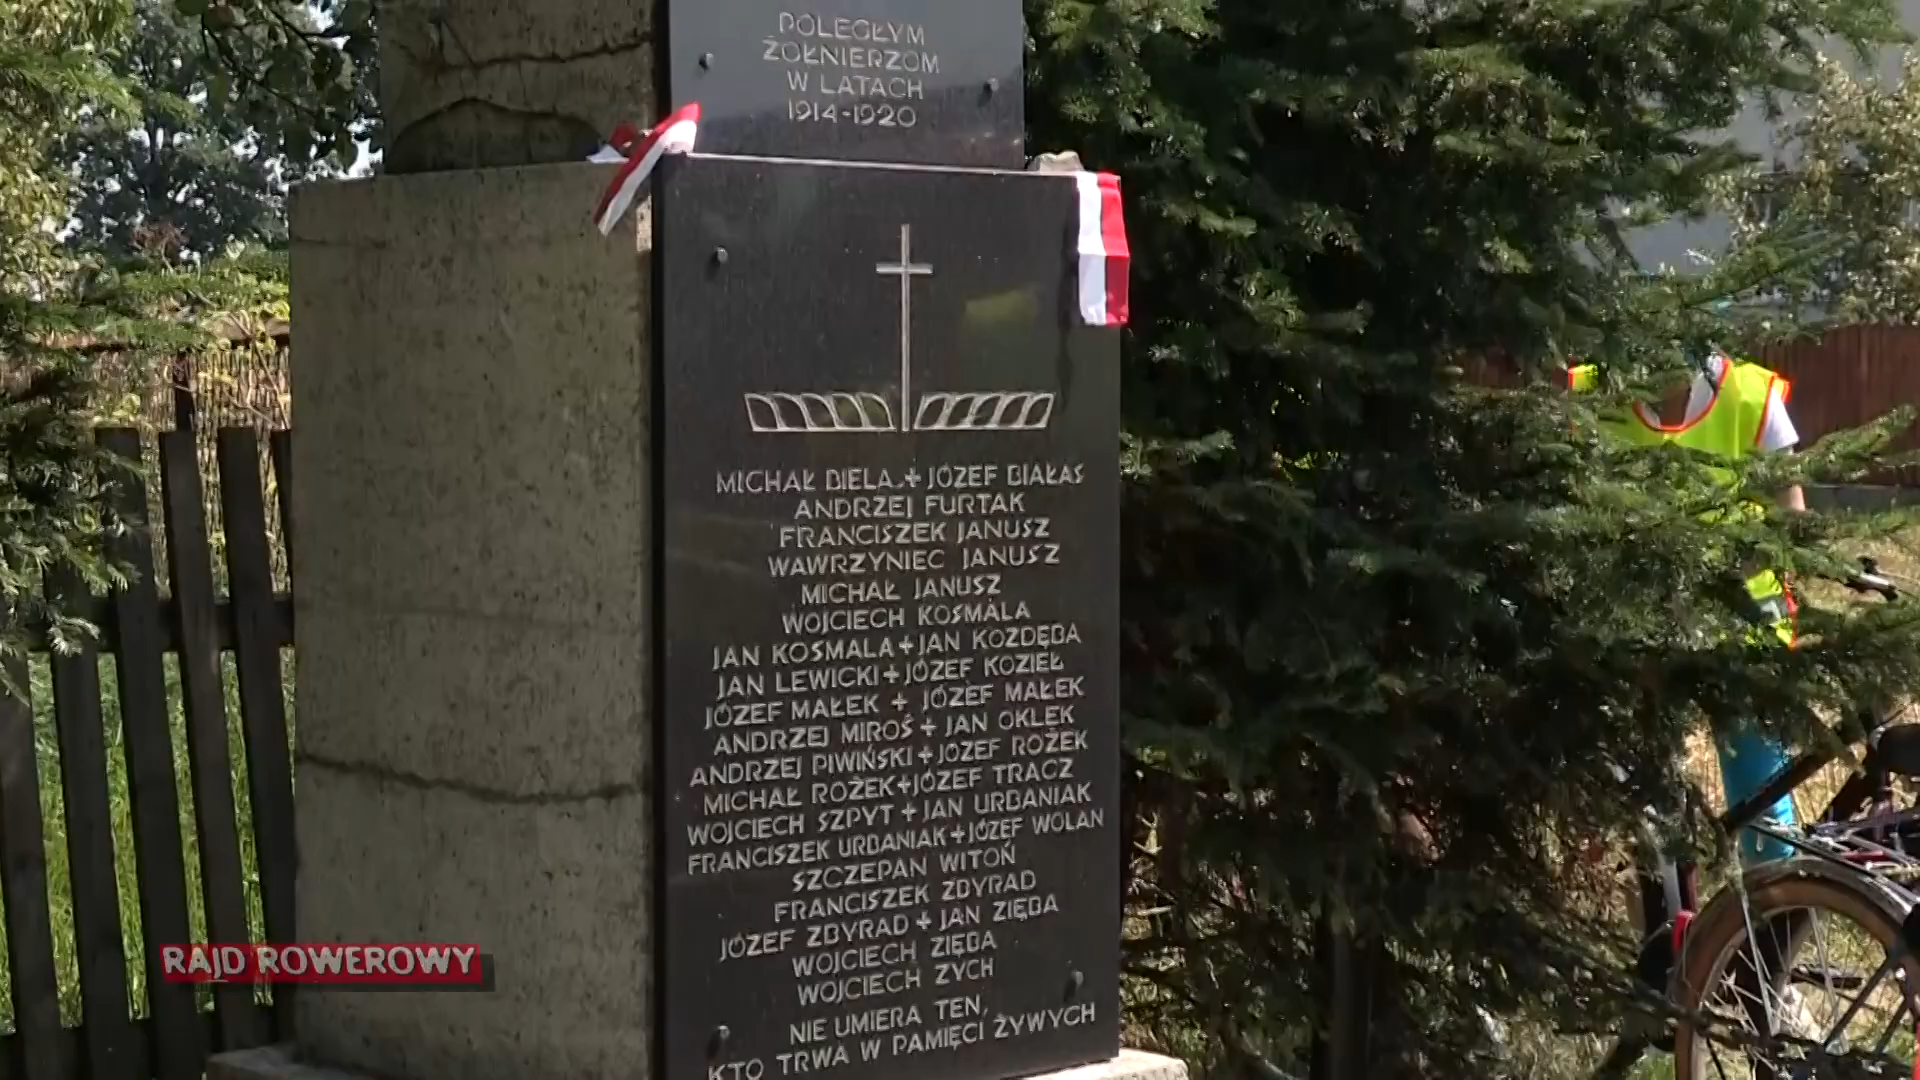 POLEGŁYM
ŻOŁNIERZOM
W LATACH
1914-1920
MICHAŁ BIELA + JÓZEF BIAŁAS
ANDRZEJ FURTAK
FRANCISZEK JANUSZ
WAWRZYNIEC JANUSZ
MICHAŁ JANUSZ
WOJCIECH KOSMALA
JAN KOSMALA + JAN KOZDĘBA
JAN LEWICKI + JÓZEF KOZIEŁ
JÓZEF MAŁEK + JÓZEF MAŁEK
ANDRZEJ MIROŚ + JAN OKLEK
ANDRZEJ PIWIŃSKI + JÓZEF ROŻEK
MICHAŁ ROŻEK + JÓZEF TRACZ
WOJCIECH SZPYT + JAN URBANIAK
FRANCISZEK URBANIAK + JÓZEF WOLAN
SZCZEPAN WITOŃ
FRANCISZEK ZBYRAD
JÓZEF ZBYRAD + JAN ZIĘBA
WOJCIECH ZIĘBA
WOJCIECH ZYCH
NIE UMIERA TEN,
KTO TRWA W PAMIĘCI ŻYWYCH
RAJD ROWEROWY